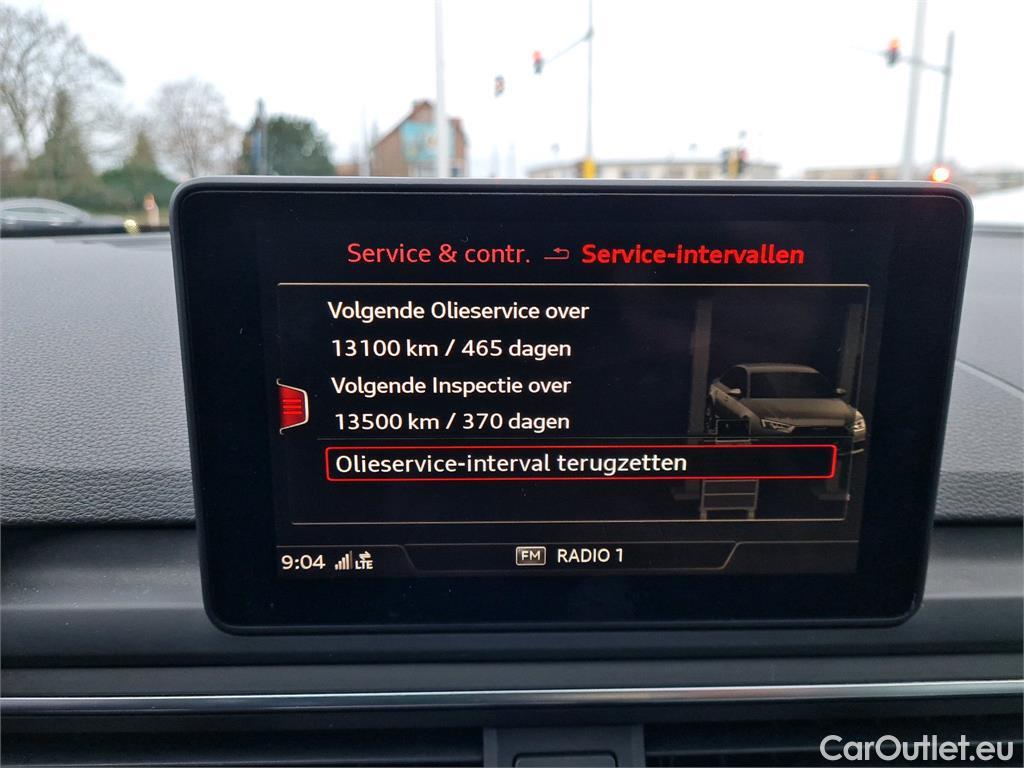 Service & contr. Service-intervallen
Volgende Olieservice over
13100 km / 465 dagen
Volgende Inspectie over
13500 km / 370 dagen
Olieservice-interval terugzetten
9:04 LTE FM RADIO 1
CarOutlet.eu